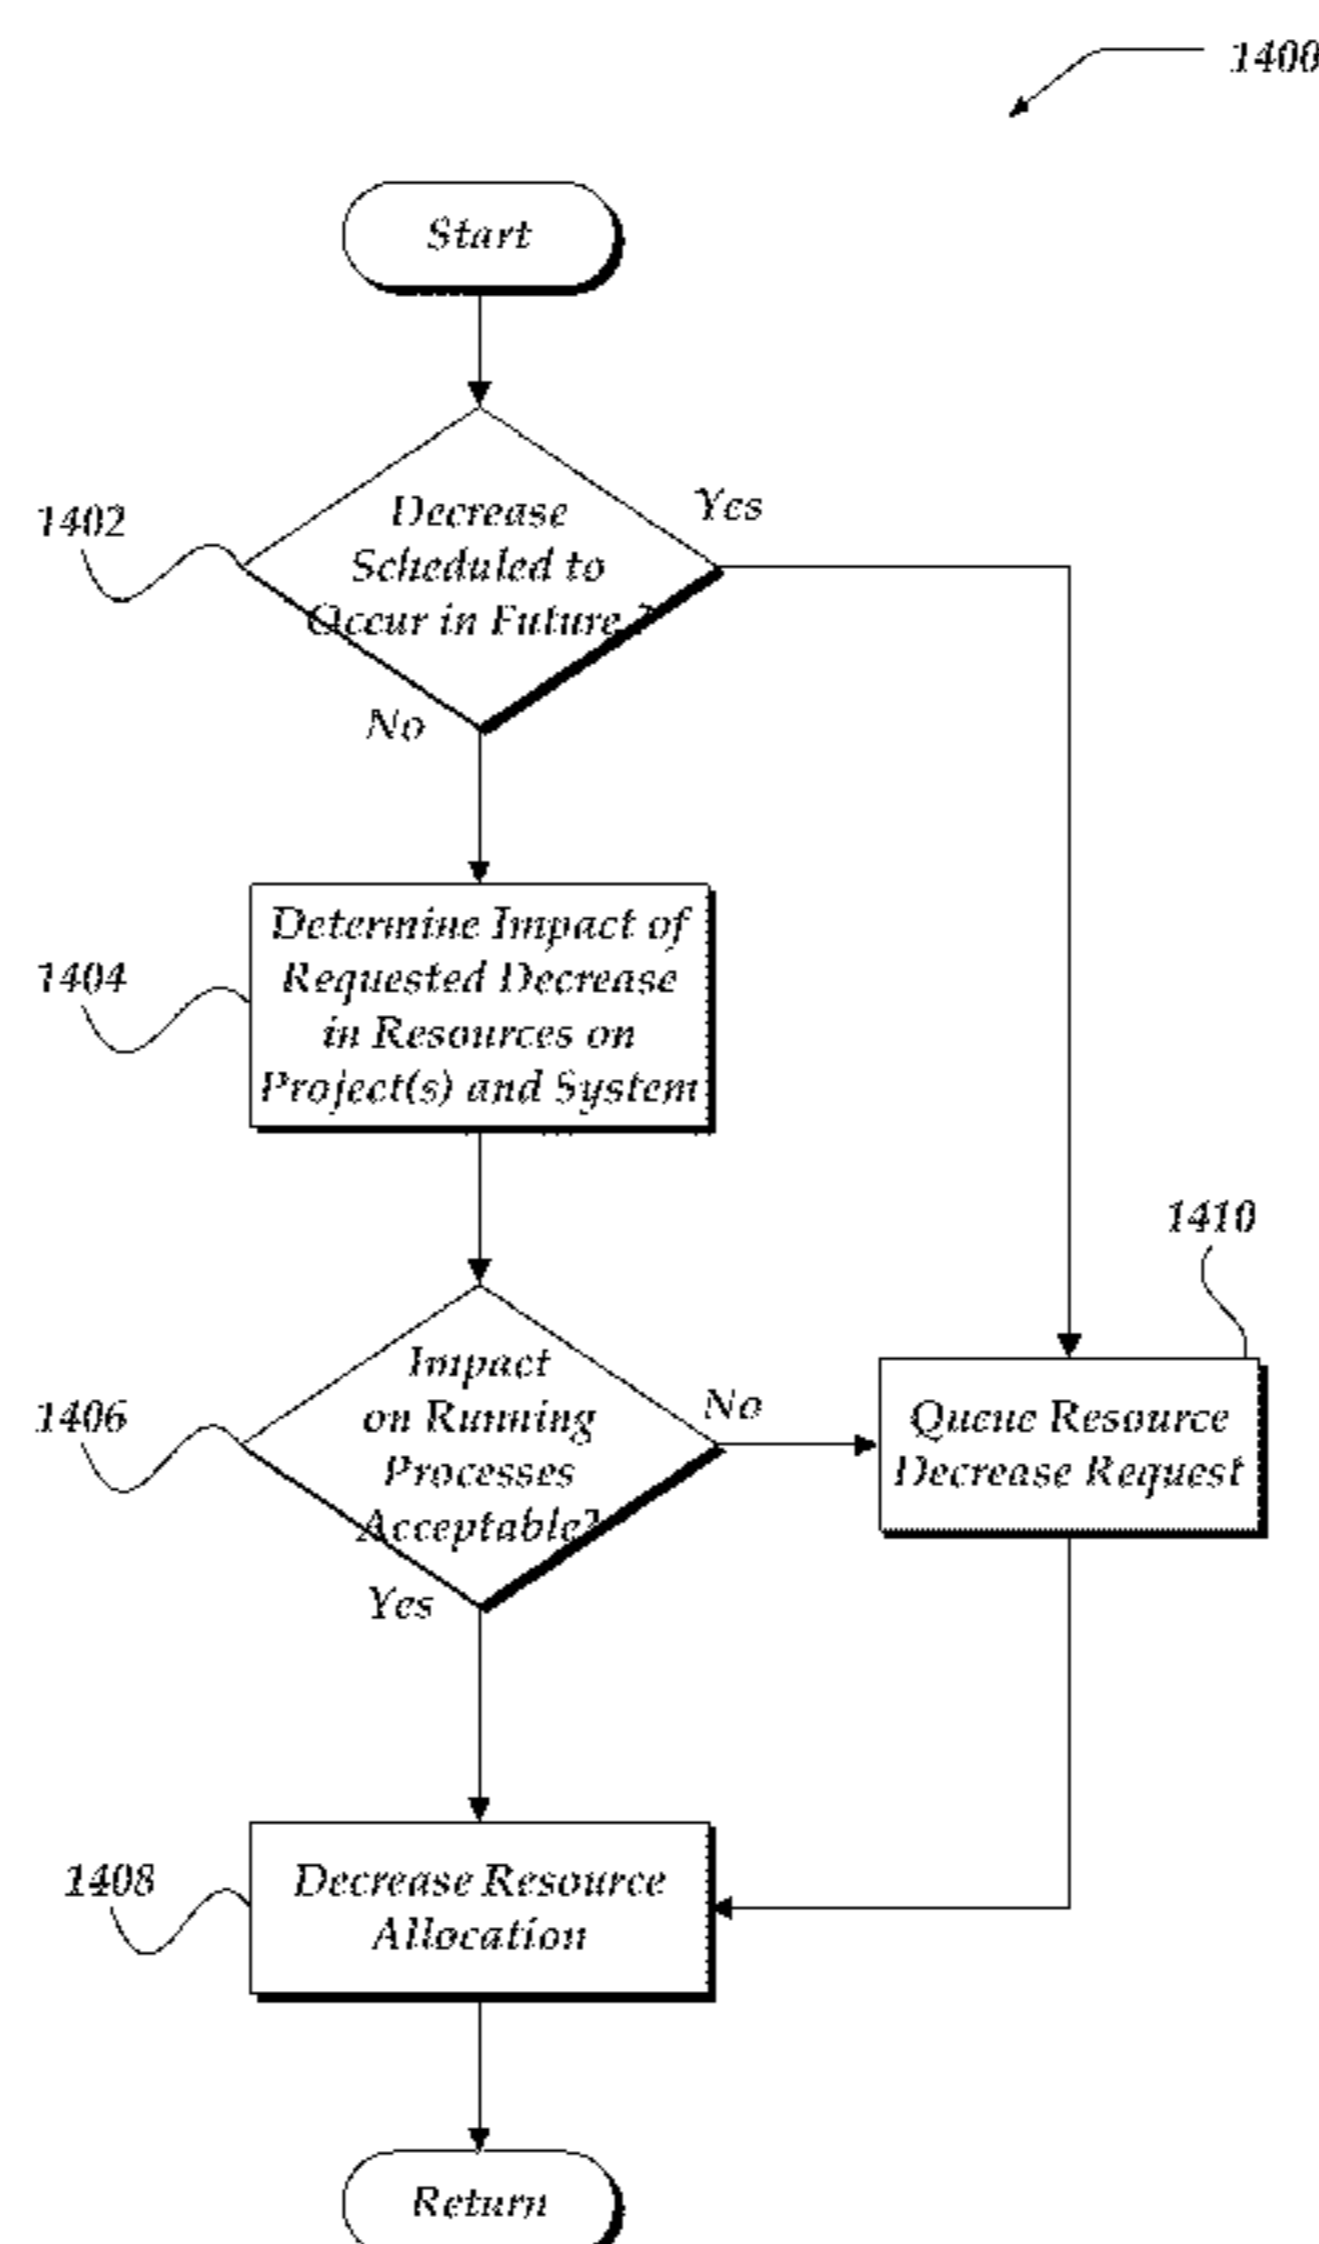 1400
Start
1402
Decrease
Scheduled to
Occur in Future ?
Yes
No
1404
Determine Impact of
Requested Decrease
in Resources on
Project(s) and System
1406
Impact
on Running
Processes
Acceptable?
No
Yes
1410
Queue Resource
Decrease Request
1408
Decrease Resource
Allocation
Return